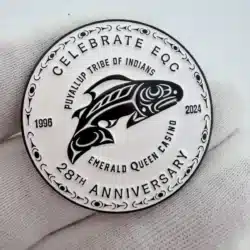 CELEBRATE EQC
PUYALLUP TRIBE OF INDIANS
1996
2024
EMERALD QUEEN CASINO
28TH ANNIVERSARY